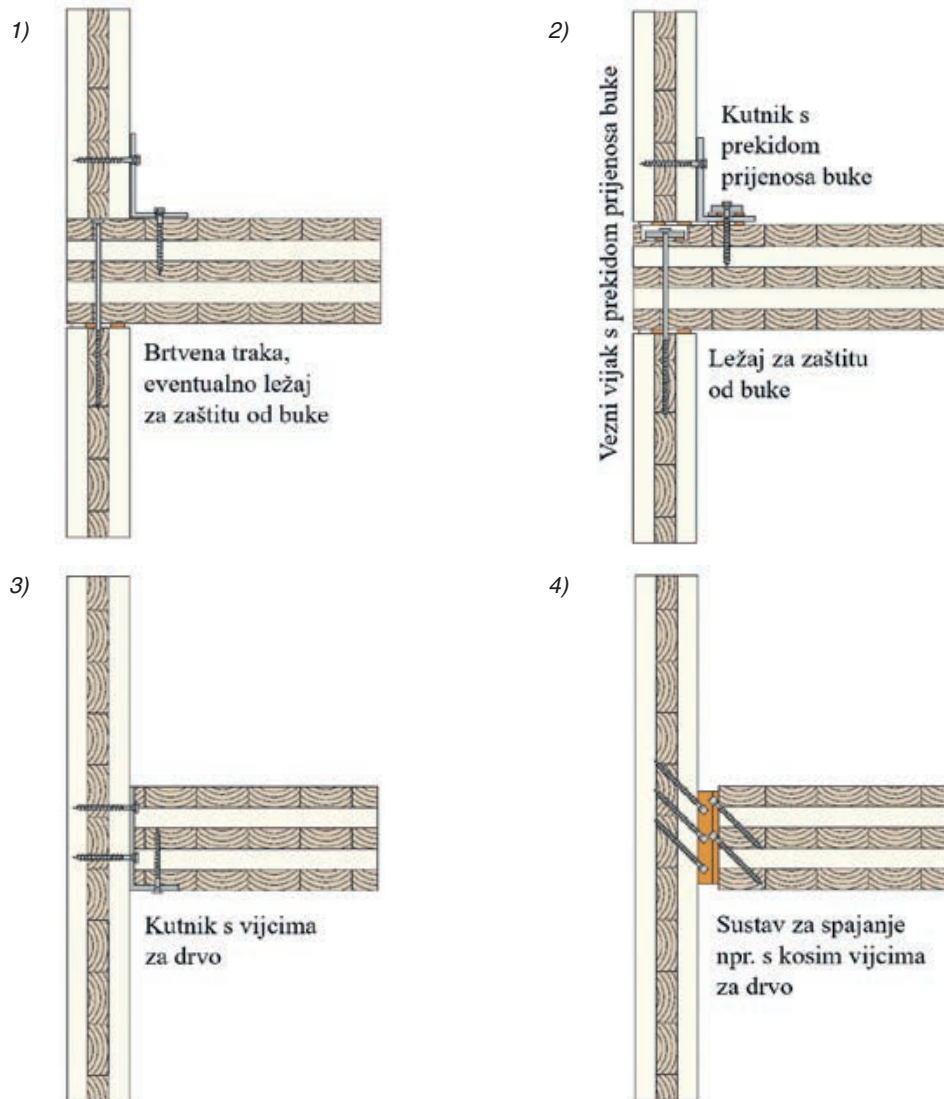 1)
Brtvena traka,
eventualno ležaj
za zaštitu od buke
2)
Vezni vijak s prekidom prijenosa buke
Kutnik s
prekidom
prijenosa buke
Ležaj za zaštitu
od buke
3)
Kutnik s vijcima
za drvo
4)
Sustav za spajanje
npr. s kosim vijcima
za drvo